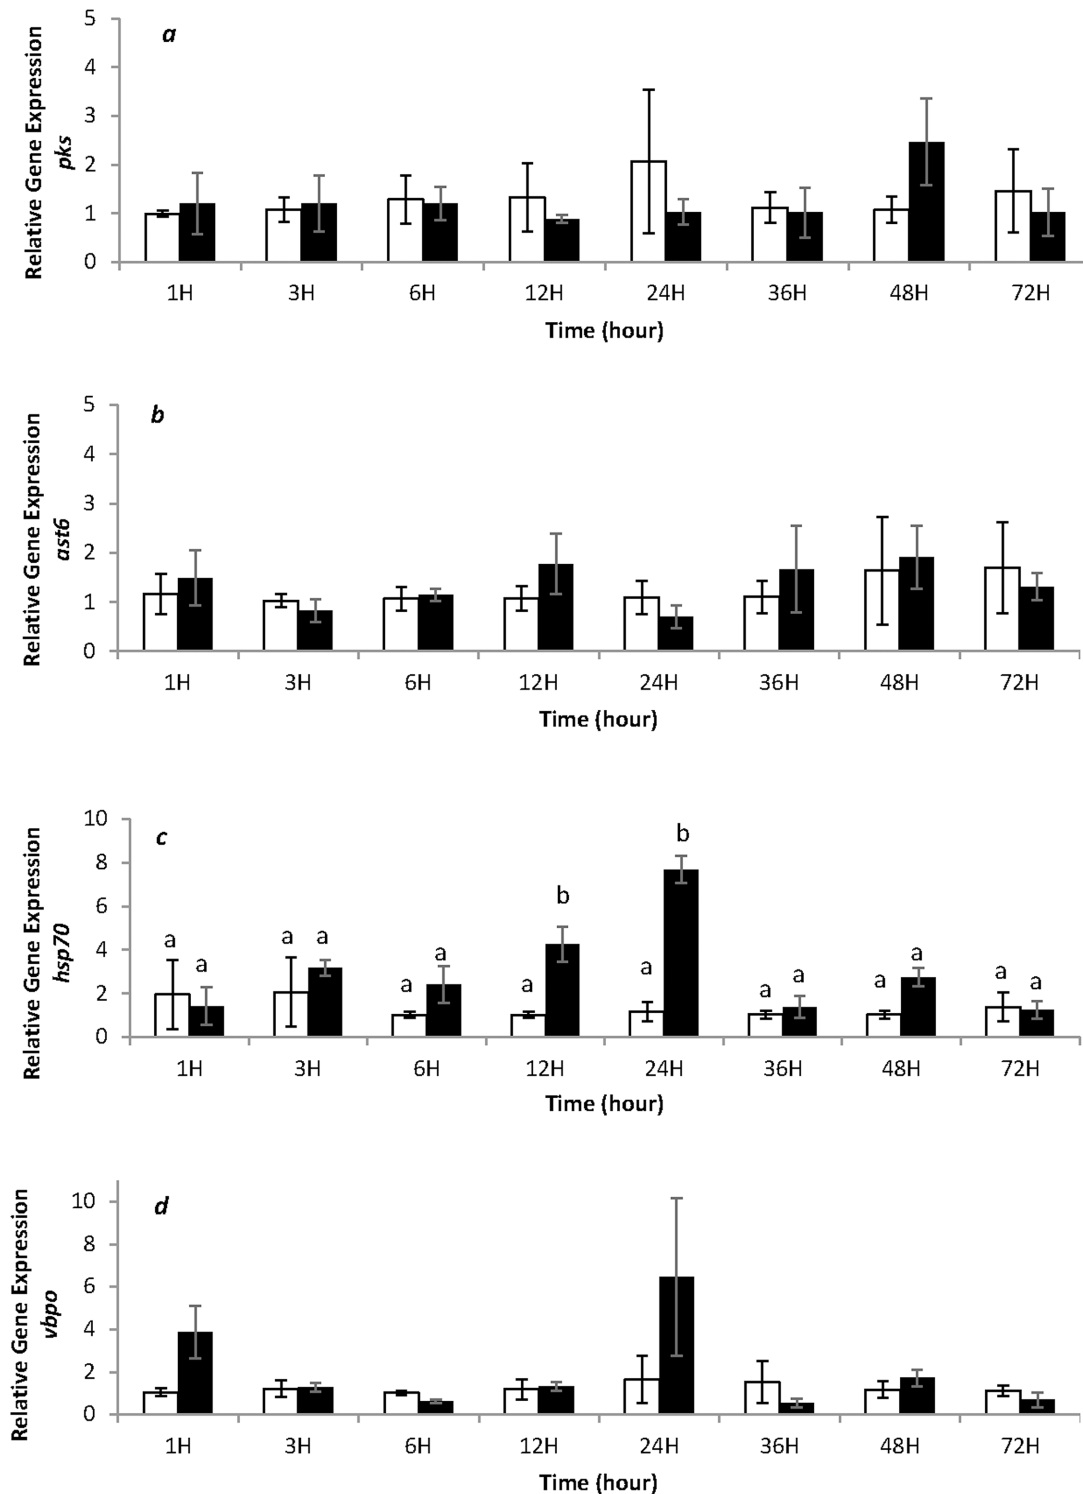 a
Relative Gene Expression
pks
5
4
3
2
1
0
1H 3H 6H 12H 24H 36H 48H 72H
Time (hour)
b
Relative Gene Expression
ast6
5
4
3
2
1
0
1H 3H 6H 12H 24H 36H 48H 72H
Time (hour)
c
Relative Gene Expression
hsp70
10
8
6
4
2
0
a a a a a a a b a b a a a a a a
1H 3H 6H 12H 24H 36H 48H 72H
Time (hour)
d
Relative Gene Expression
vbpo
10
8
6
4
2
0
1H 3H 6H 12H 24H 36H 48H 72H
Time (hour)